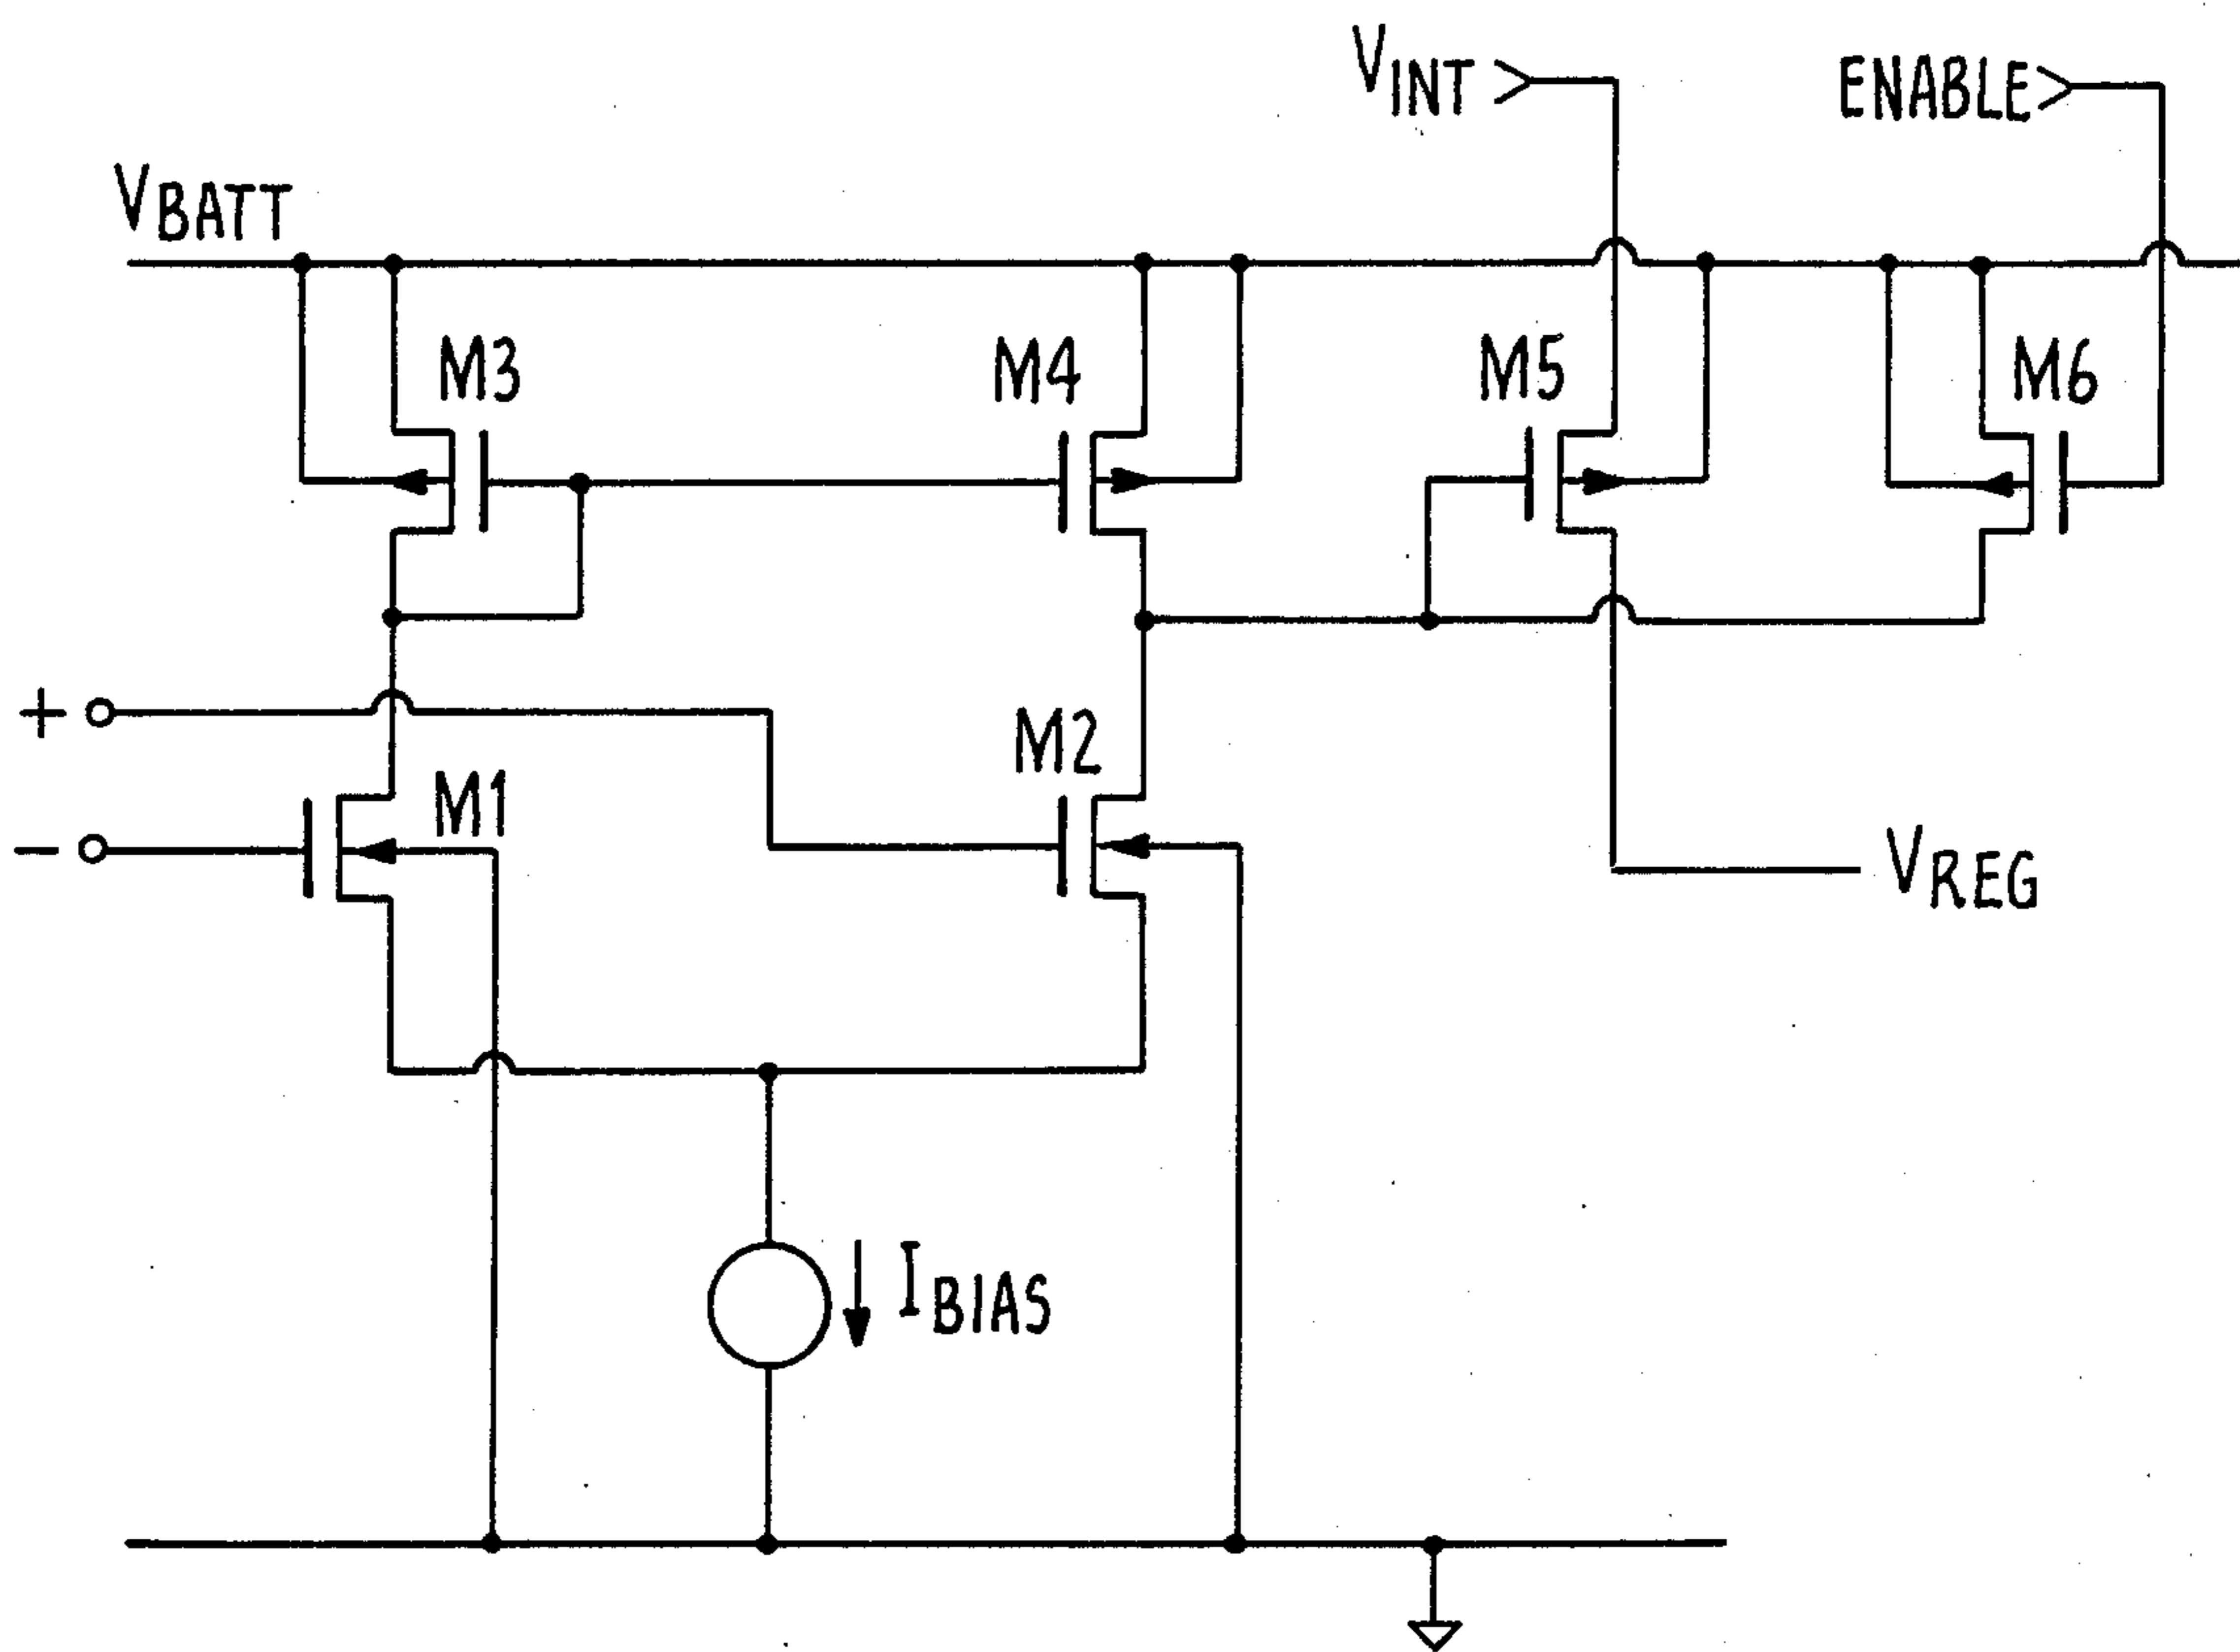 VINT
ENABLE
VBATT
M3
M4
M5
M6
+
M2
M1
-
VREG
IBIAS